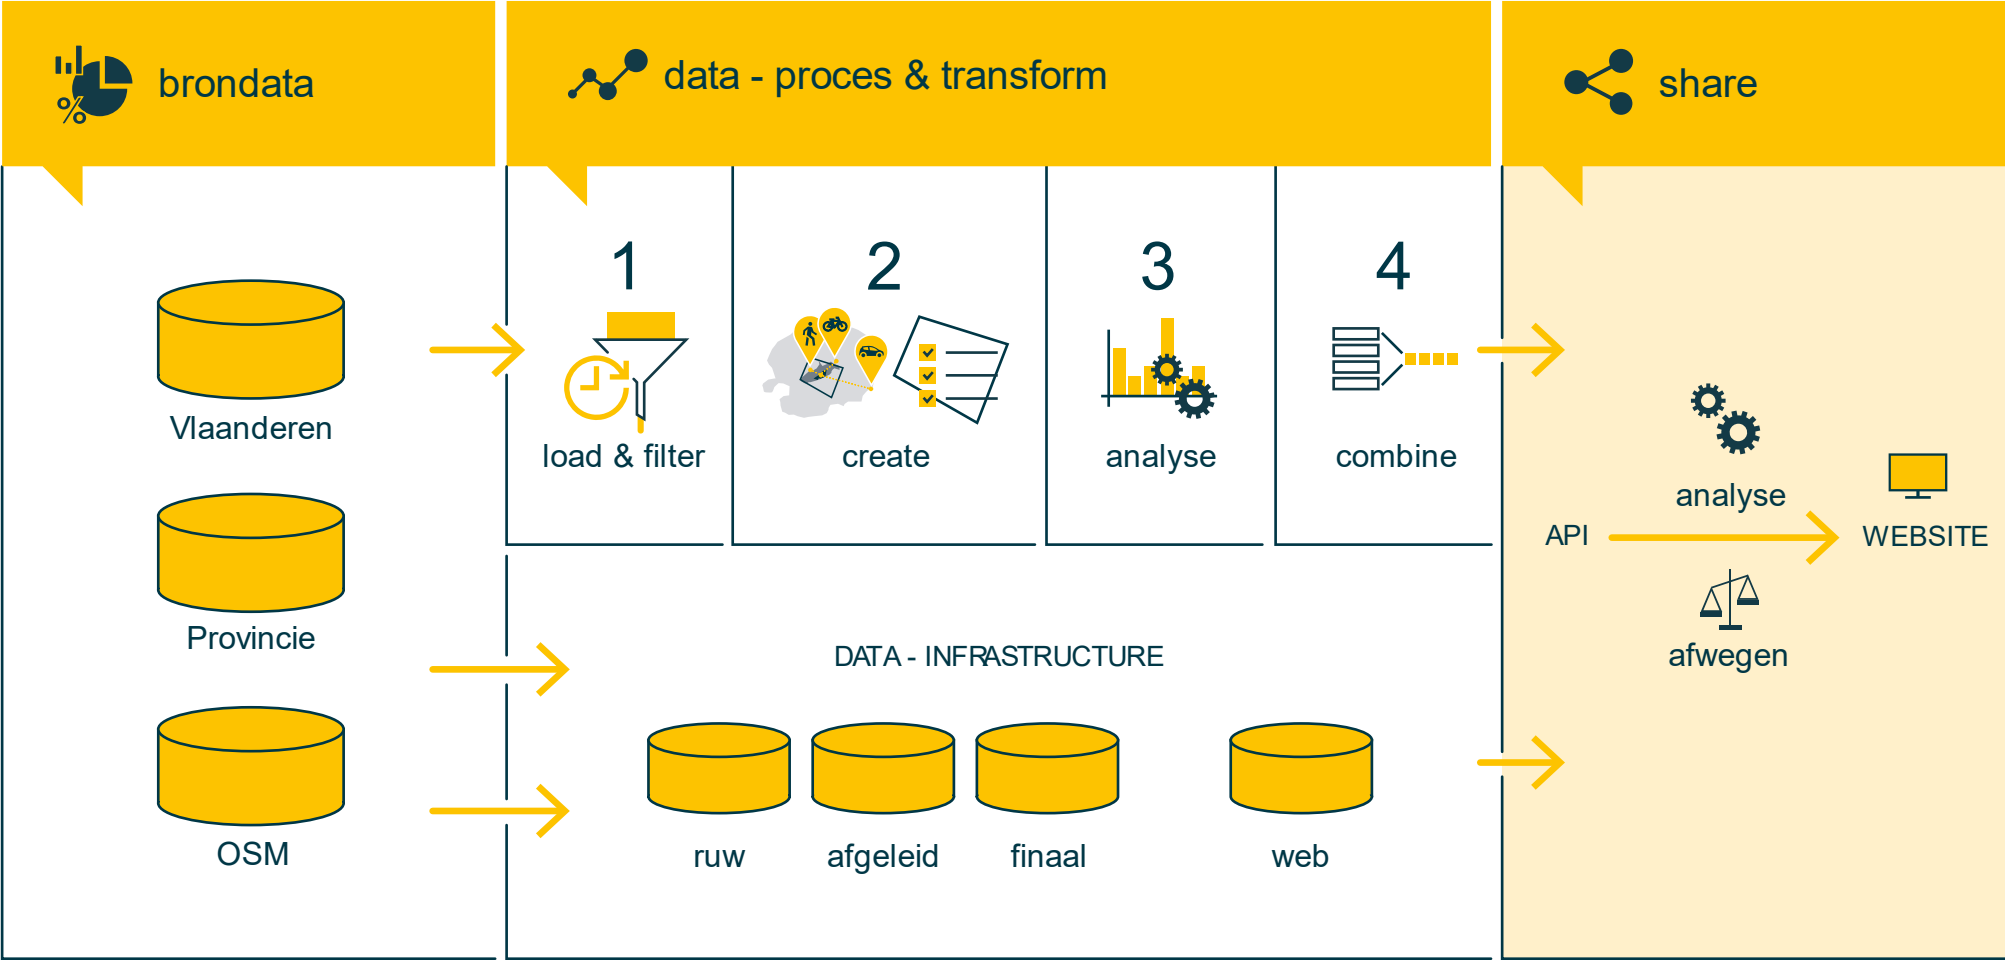 brondata
data - proces & transform
share
Vlaanderen
Provincie
OSM
1
load & filter
2
create
3
analyse
4
combine
DATA - INFRASTRUCTURE
ruw
afgeleid
finaal
web
analyse
API
WEBSITE
afwegen
%